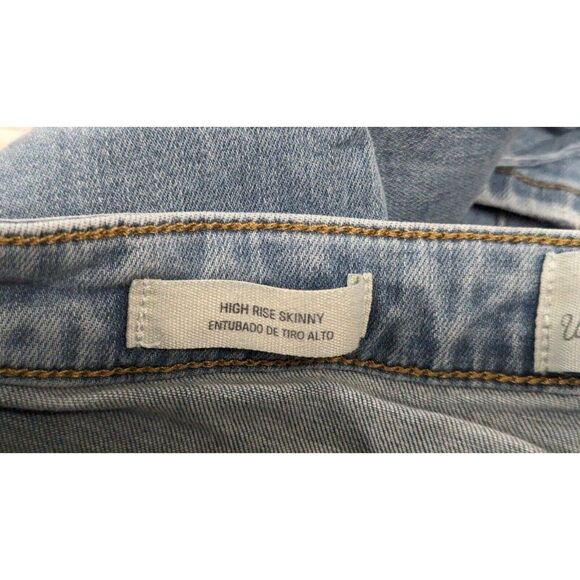 HIGH RISE SKINNY
ENTUBADO DE TIRO ALTO